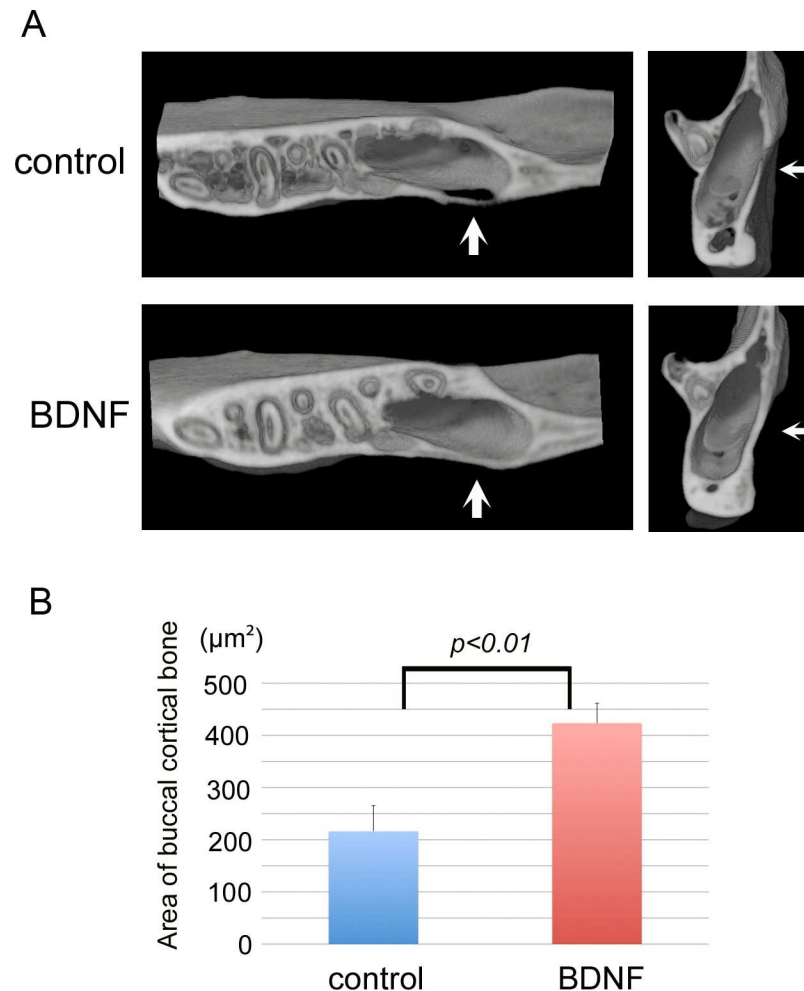 A
control
BDNF
B
(µm²)
p<0.01
Area of buccal cortical bone
500
400
300
200
100
0
control
BDNF